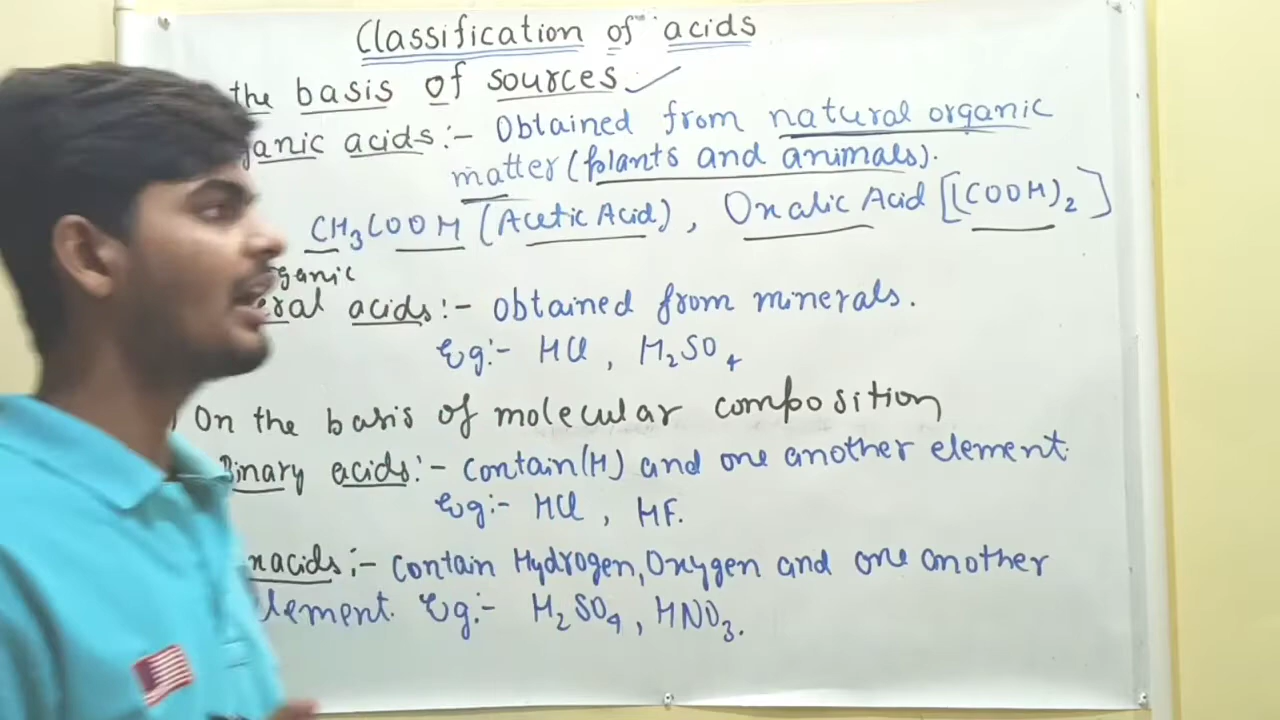 Classification of acids
the basis of sources
ganic acids:- Obtained from natural organic
matter (plants and animals).
CH₃COOH (Acetic Acid), Oxalic Acid [(COOH)₂]
ganic
eral acids:- obtained from minerals.
Eg:- HCl, H₂SO₄
On the basis of molecular composition
Binary acids:- contain(H) and one another element.
Eg:- HCl, HF.
xacids:- contain Hydrogen, Oxygen and one another
lement. Eg:- H₂SO₄, HNO₃.